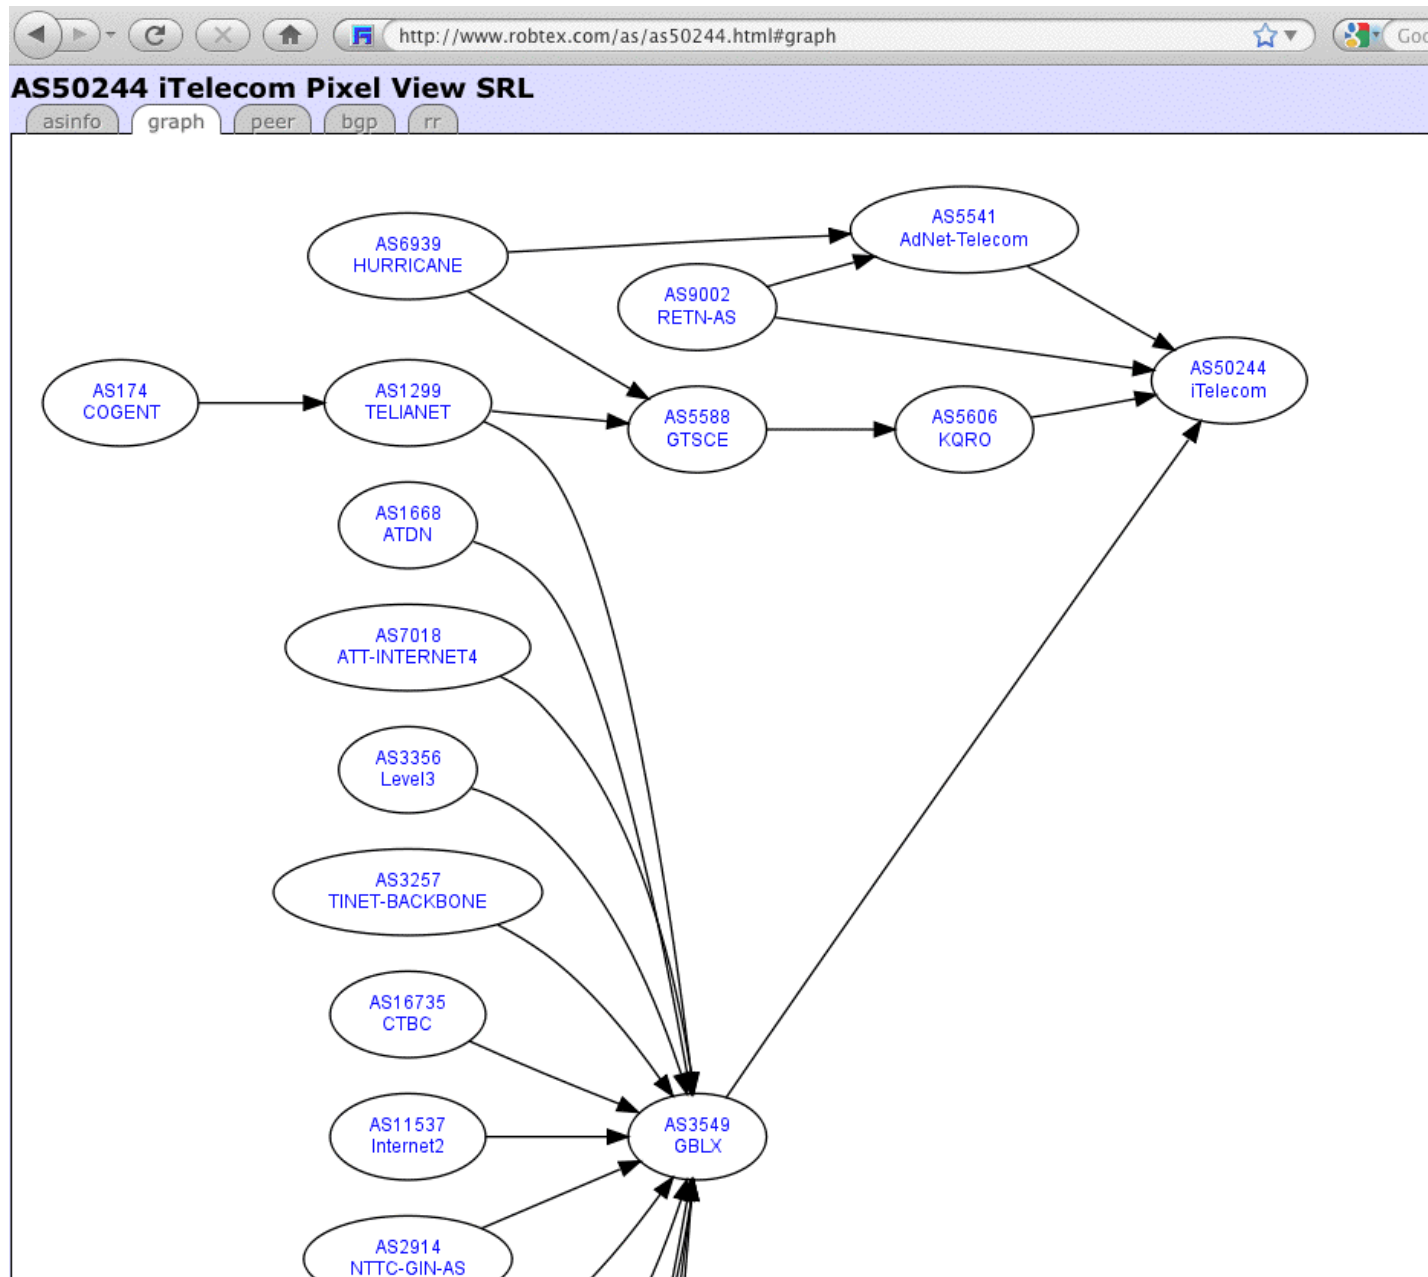 http://www.robtex.com/as/as50244.html#graph
Goo
AS50244 iTelecom Pixel View SRL
asinfo
graph
peer
bgp
rr
AS5541
AdNet-Telecom
AS6939
HURRICANE
AS9002
RETN-AS
AS50244
iTelecom
AS174
COGENT
AS1299
TELIANET
AS5588
GTSCE
AS5606
KQRO
AS1668
ATDN
AS7018
ATT-INTERNET4
AS3356
Level3
AS3257
TINET-BACKBONE
AS16735
CTBC
AS11537
Internet2
AS3549
GBLX
AS2914
NTTC-GIN-AS